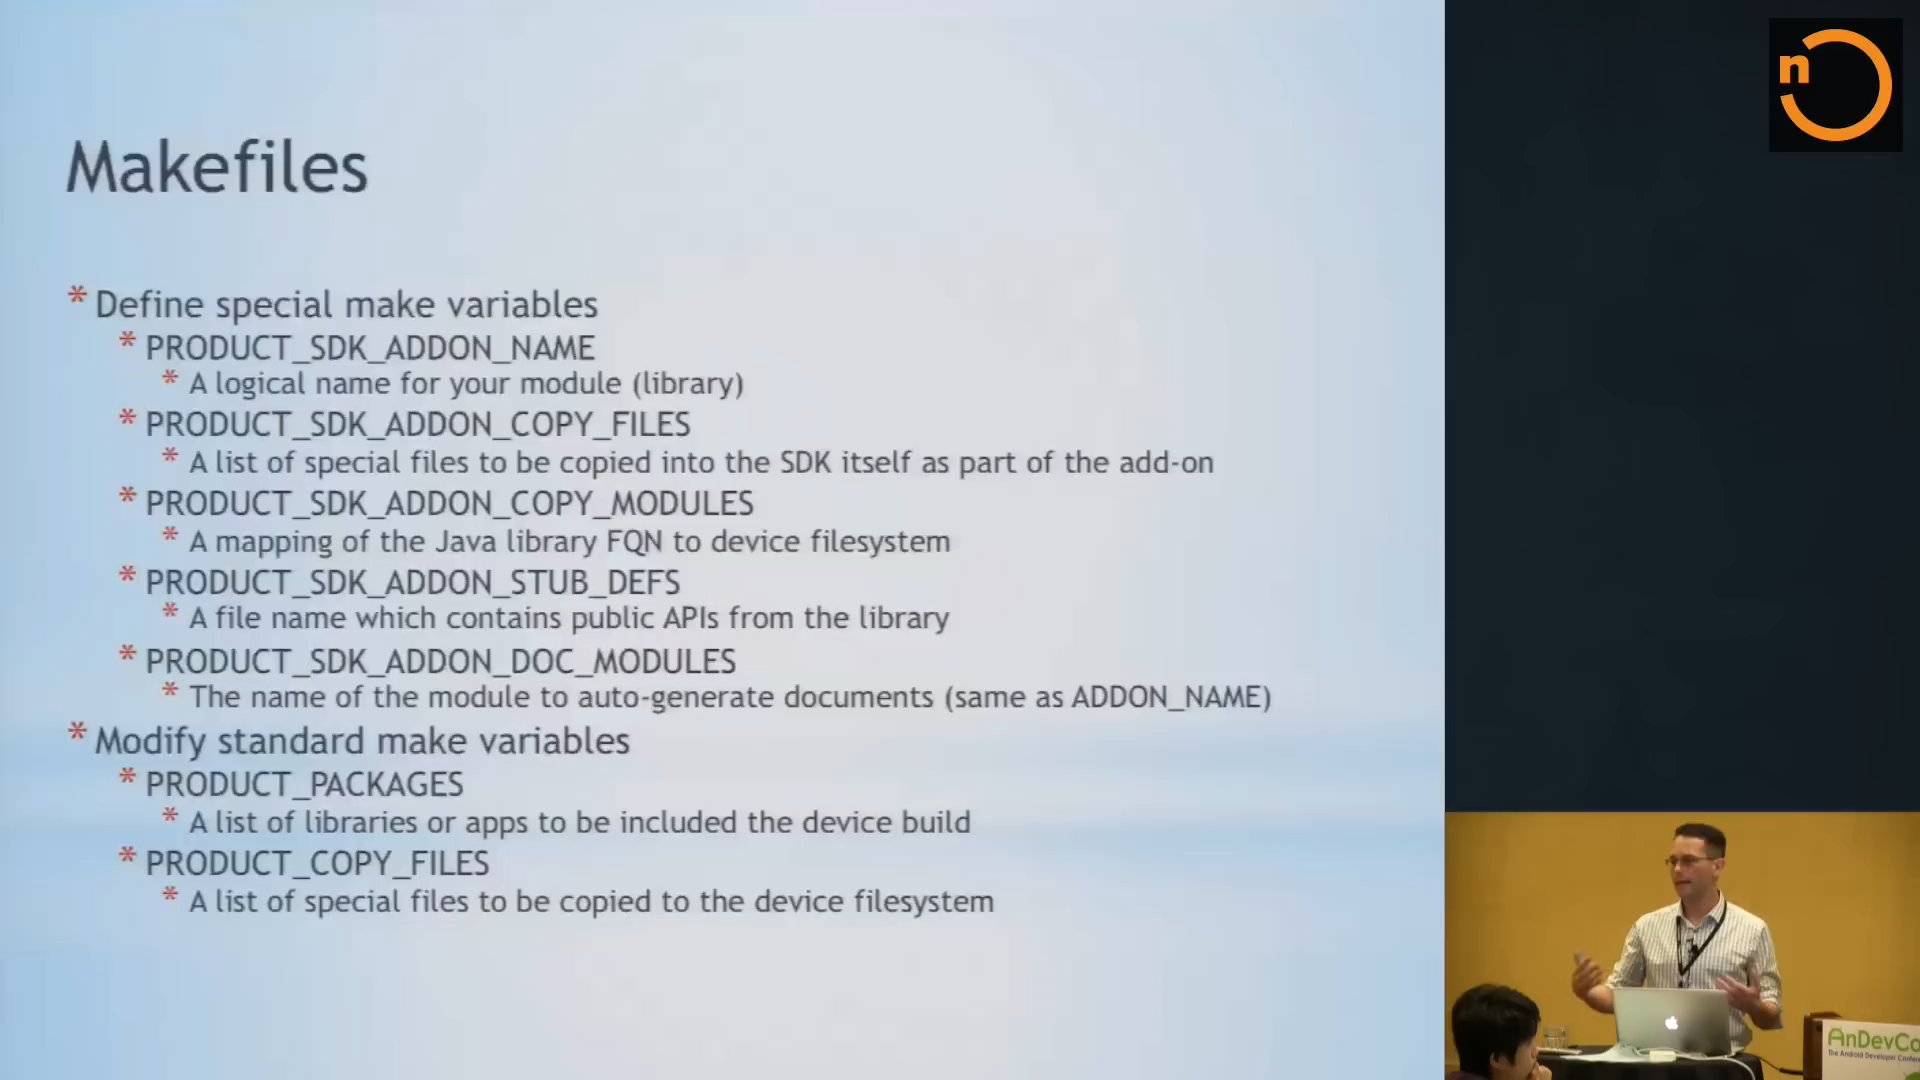 n
Makefiles
* Define special make variables
* PRODUCT_SDK_ADDON_NAME
* A logical name for your module (library)
* PRODUCT_SDK_ADDON_COPY_FILES
* A list of special files to be copied into the SDK itself as part of the add-on
* PRODUCT_SDK_ADDON_COPY_MODULES
* A mapping of the Java library FQN to device filesystem
* PRODUCT_SDK_ADDON_STUB_DEFS
* A file name which contains public APIs from the library
* PRODUCT_SDK_ADDON_DOC_MODULES
* The name of the module to auto-generate documents (same as ADDON_NAME)
* Modify standard make variables
* PRODUCT_PACKAGES
* A list of libraries or apps to be included the device build
* PRODUCT_COPY_FILES
* A list of special files to be copied to the device filesystem
AnDevCo
The Android Developer